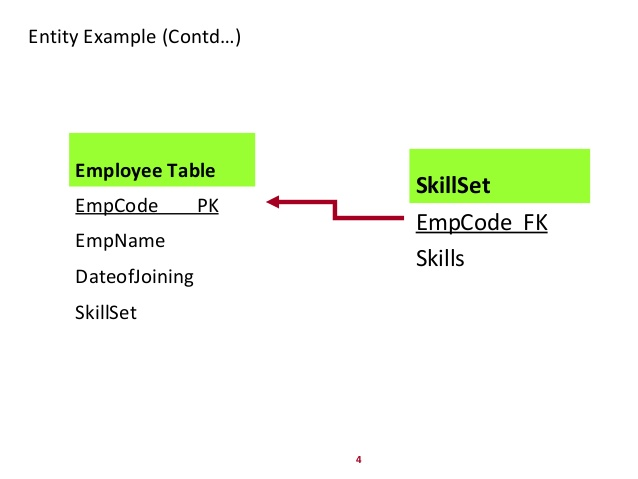 Entity Example (Contd…)
Employee Table
EmpCode PK
EmpName
DateofJoining
SkillSet
SkillSet
EmpCode FK
Skills
4